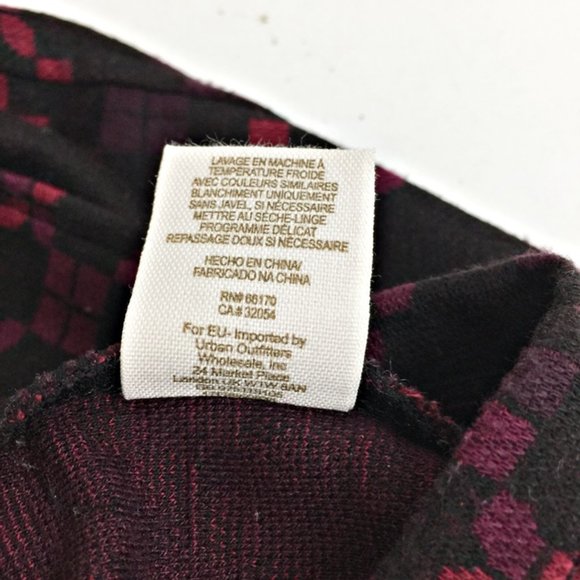 LAVAGE EN MACHINE À
TEMPÉRATURE FROIDE
AVEC COULEURS SIMILAIRES
BLANCHIMENT UNIQUEMENT
SANS JAVEL, SI NÉCESSAIRE
METTRE AU SÈCHE-LINGE
PROGRAMME DÉLICAT
REPASSAGE DOUX SI NÉCESSAIRE
HECHO EN CHINA/
FABRICADO NA CHINA
RN# 66170
CA# 32054
For EU- Imported by
Urban Outfitters
Wholesale, Inc
24 Market Place
London UK W1W 8AN